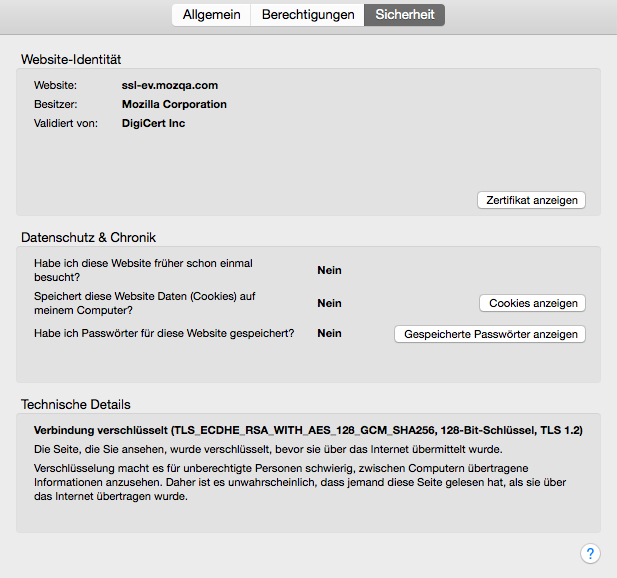 Allgemein Berechtigungen Sicherheit
Website-Identität
Website: ssl-ev.mozqa.com
Besitzer: Mozilla Corporation
Validiert von: DigiCert Inc
Zertifikat anzeigen
Datenschutz & Chronik
Habe ich diese Website früher schon einmal
besucht?
Nein
Speichert diese Website Daten (Cookies) auf
meinem Computer?
Nein
Cookies anzeigen
Habe ich Passwörter für diese Website gespeichert? Nein Gespeicherte Passwörter anzeigen
Technische Details
Verbindung verschlüsselt (TLS_ECDHE_RSA_WITH_AES_128_GCM_SHA256, 128-Bit-Schlüssel, TLS 1.2)
Die Seite, die Sie ansehen, wurde verschlüsselt, bevor sie über das Internet übermittelt wurde.
Verschlüsselung macht es für unberechtigte Personen schwierig, zwischen Computern übertragene
Informationen anzusehen. Daher ist es unwahrscheinlich, dass jemand diese Seite gelesen hat, als sie über
das Internet übertragen wurde.
?